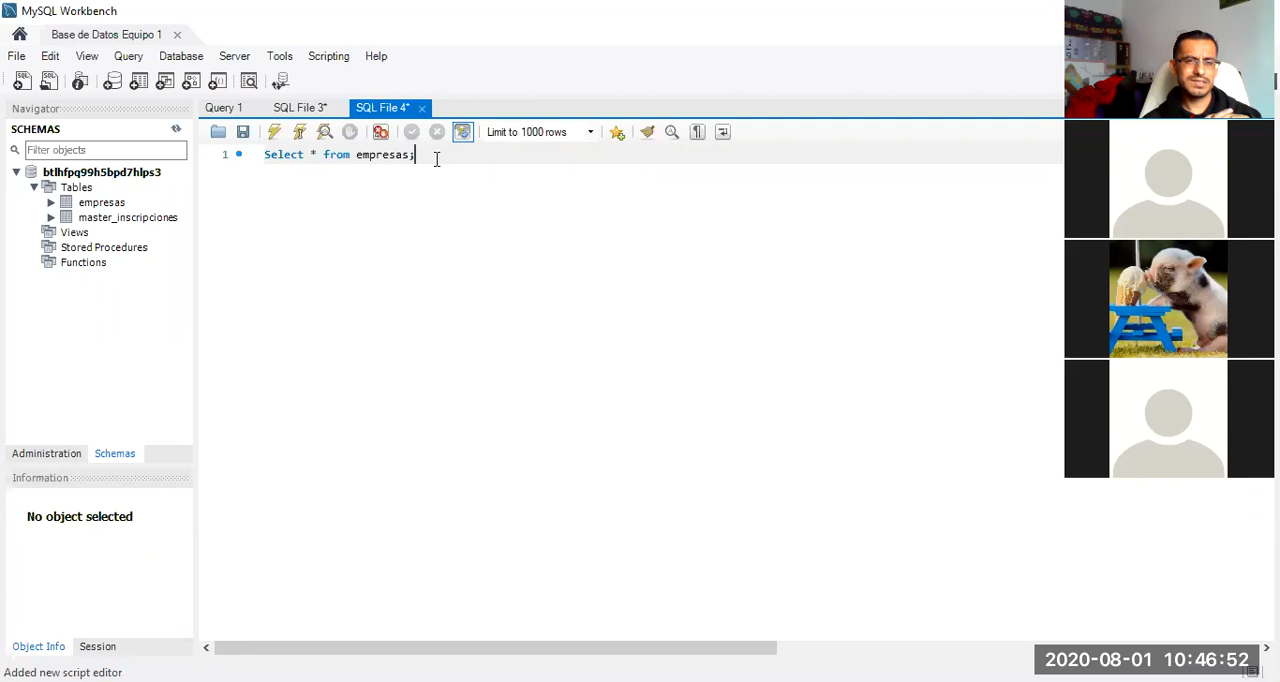 MySQL Workbench
Base de Datos Equipo 1
File Edit View Query Database Server Tools Scripting Help
Navigator
SCHEMAS
Filter objects
btlhfpq99h5bpd7hlps3
Tables
empresas
master_inscripciones
Views
Stored Procedures
Functions
Administration Schemas
Information
No object selected
Object Info Session
Added new script editor
Query 1 SQL File 3* SQL File 4*
Limit to 1000 rows
1 Select * from empresas;
2020-08-01 10:46:52